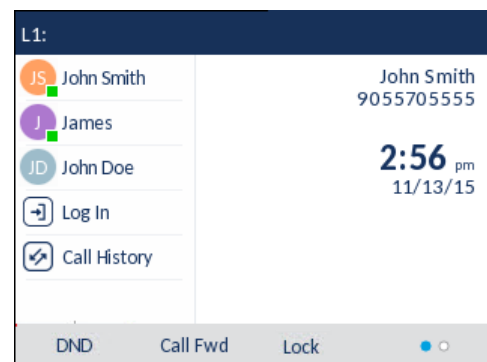 L1:
JS John Smith
J James
JD John Doe
Log In
Call History
John Smith
9055705555
2:56 pm
11/13/15
DND Call Fwd Lock